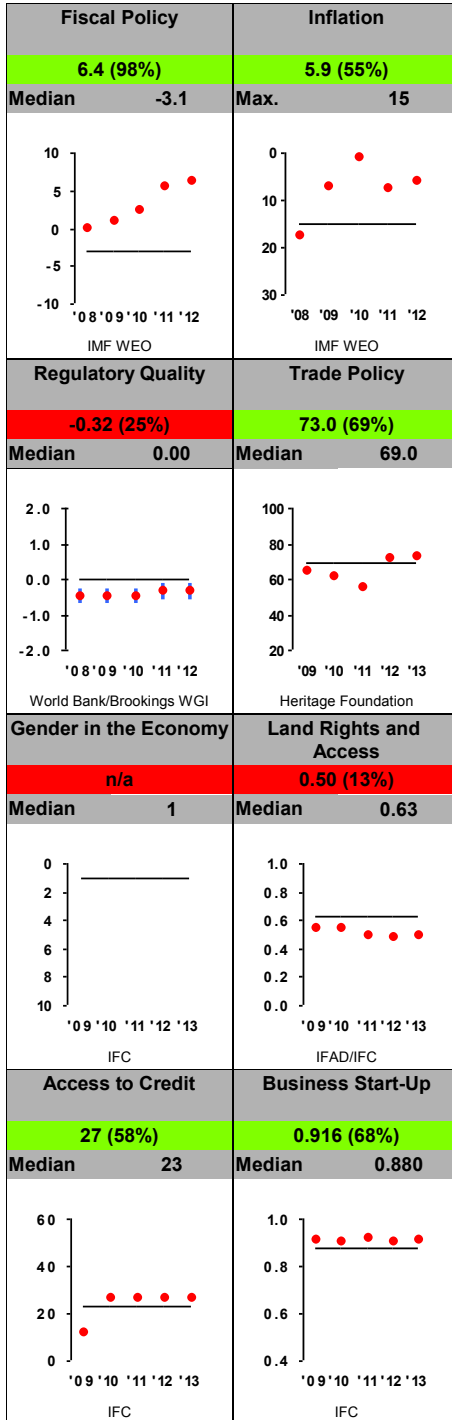 Fiscal Policy
6.4 (98%)
Median -3.1
10
5
0
-5
-10
'08 '09 '10 '11 '12
IMF WEO
Inflation
5.9 (55%)
Max. 15
0
10
20
30
'08 '09 '10 '11 '12
IMF WEO
Regulatory Quality
-0.32 (25%)
Median 0.00
2.0
1.0
0.0
-1.0
-2.0
'08 '09 '10 '11 '12
World Bank/Brookings WGI
Trade Policy
73.0 (69%)
Median 69.0
100
80
60
40
20
'09 '10 '11 '12 '13
Heritage Foundation
Gender in the Economy
n/a
Median 1
0
2
4
6
8
10
'09 '10 '11 '12 '13
IFC
Land Rights and
Access
0.50 (13%)
Median 0.63
1.0
0.8
0.6
0.4
0.2
0.0
'09 '10 '11 '12 '13
IFAD/IFC
Access to Credit
27 (58%)
Median 23
60
40
20
0
'09 '10 '11 '12 '13
IFC
Business Start-Up
0.916 (68%)
Median 0.880
1.0
0.8
0.6
0.4
'09 '10 '11 '12 '13
IFC